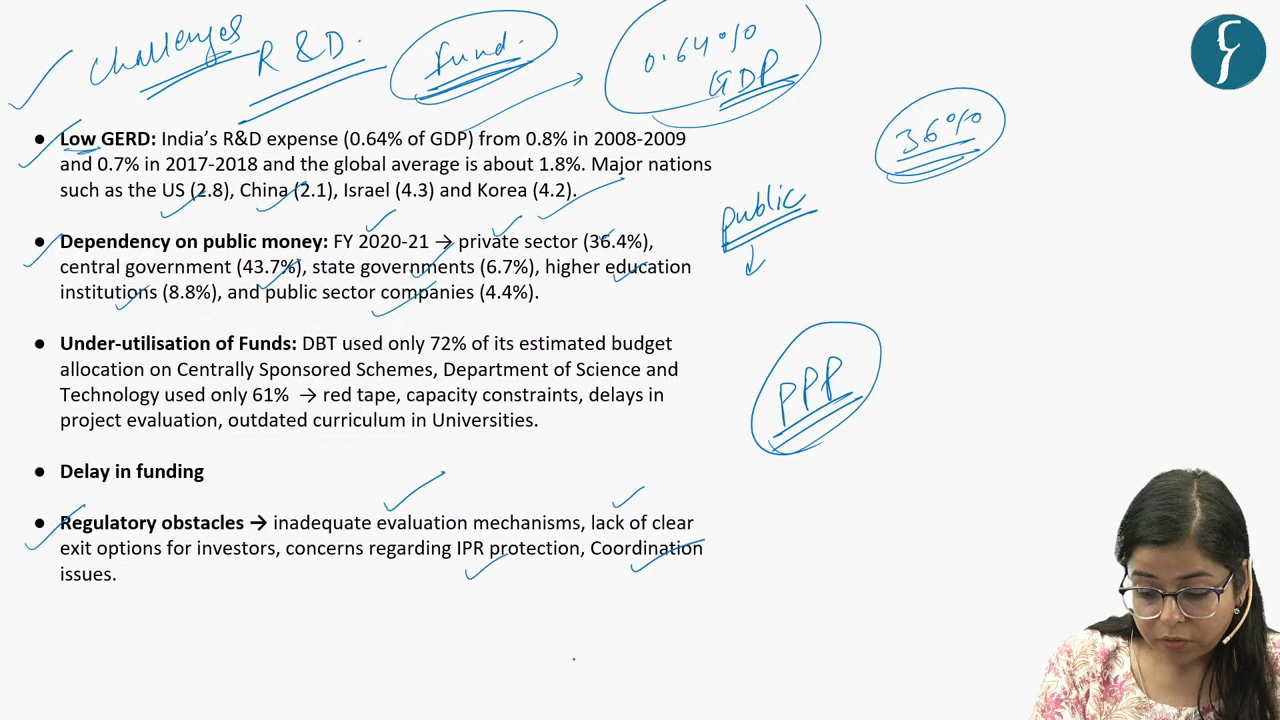 Challenges
R & D.
Fund.
0.64%
GDP
36%
● Low GERD: India's R&D expense (0.64% of GDP) from 0.8% in 2008-2009
and 0.7% in 2017-2018 and the global average is about 1.8%. Major nations
such as the US (2.8), China (2.1), Israel (4.3) and Korea (4.2).
public
● Dependency on public money: FY 2020-21 → private sector (36.4%),
central government (43.7%), state governments (6.7%), higher education
institutions (8.8%), and public sector companies (4.4%).
● Under-utilisation of Funds: DBT used only 72% of its estimated budget
allocation on Centrally Sponsored Schemes, Department of Science and
Technology used only 61% → red tape, capacity constraints, delays in
project evaluation, outdated curriculum in Universities.
PPP
● Delay in funding
● Regulatory obstacles → inadequate evaluation mechanisms, lack of clear
exit options for investors, concerns regarding IPR protection, Coordination
issues.